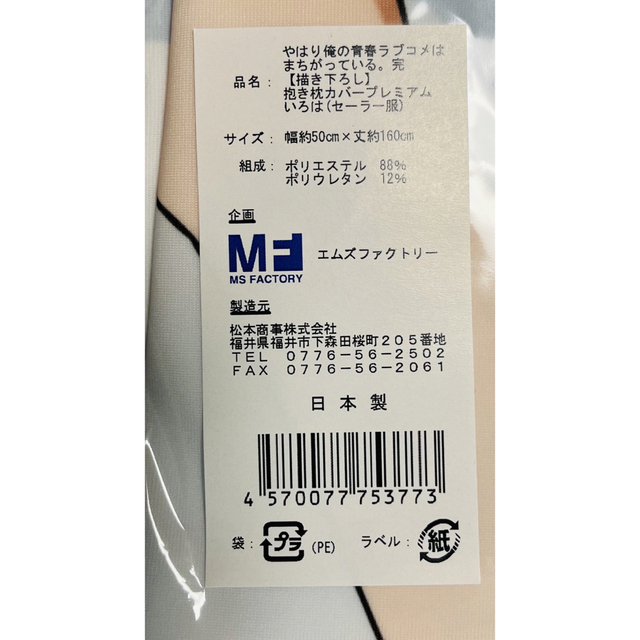 やはり俺の青春ラブコメは
まちがっている。完
品名：【描き下ろし】
抱き枕カバープレミアム
いろは(セーラー服)
サイズ：幅約50cm×丈約160cm
組成：ポリエステル 88%
ポリウレタン 12%
企画
MF
MS FACTORY
エムズファクトリー
製造元
松本商事株式会社
福井県福井市下森田桜町２０５番地
ＴＥＬ ０７７６－５６－２５０２
ＦＡＸ ０７７６－５６－２０６１
日本製
4 570077 753773
袋：プラ(PE) ラベル：紙